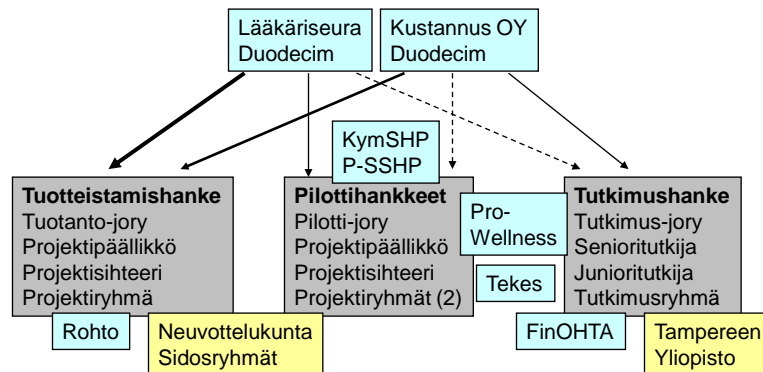 Lääkäriseura
Duodecim
Kustannus OY
Duodecim
KymSHP
P-SSHP
Tuotteistamishanke
Tuotanto-jory
Projektipäällikkö
Projektisihteeri
Projektiryhmä
Pilottihankkeet
Pilotti-jory
Projektipäällikkö
Projektisihteeri
Projektiryhmät (2)
Pro-
Wellness
Tekes
Tutkimushanke
Tutkimus-jory
Senioritutkija
Junioritutkija
Tutkimusryhmä
Rohto
Neuvottelukunta
Sidosryhmät
FinOHTA
Tampereen
Yliopisto